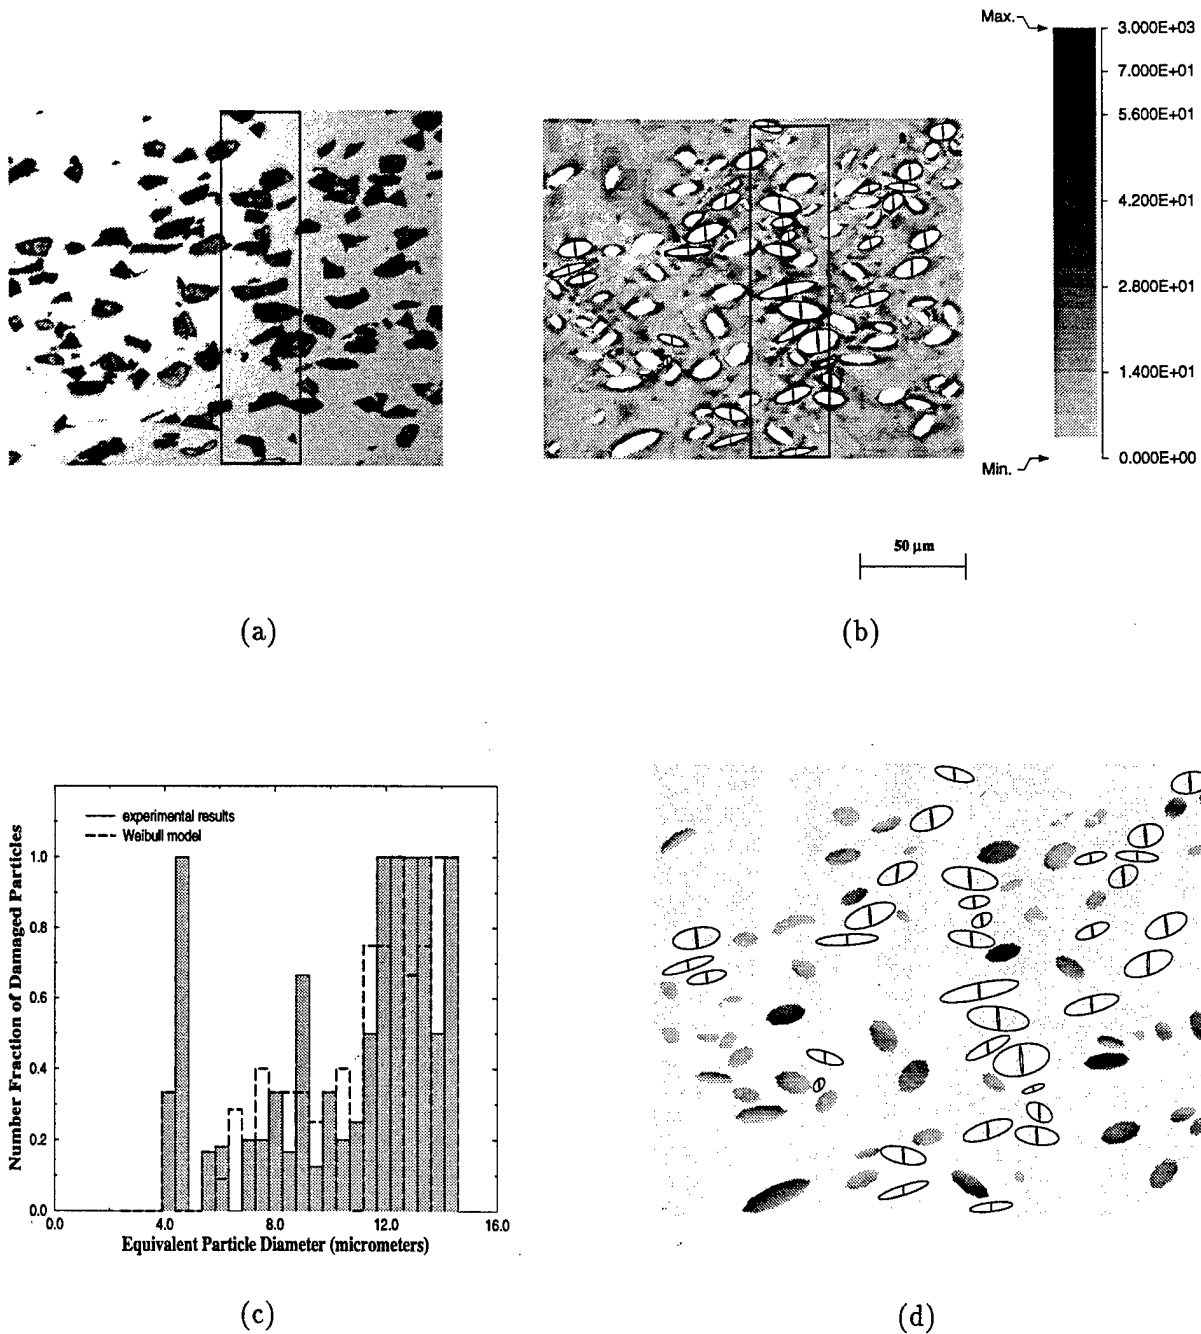 Max.
3.000E+03
7.000E+01
5.600E+01
4.200E+01
2.800E+01
1.400E+01
Min.
0.000E+00
50 μm
(a)
(b)
experimental results
Weibull model
Number Fraction of Damaged Particles
1.0
0.8
0.6
0.4
0.2
0.0
0.0
4.0
8.0
12.0
16.0
Equivalent Particle Diameter (micrometers)
(c)
(d)